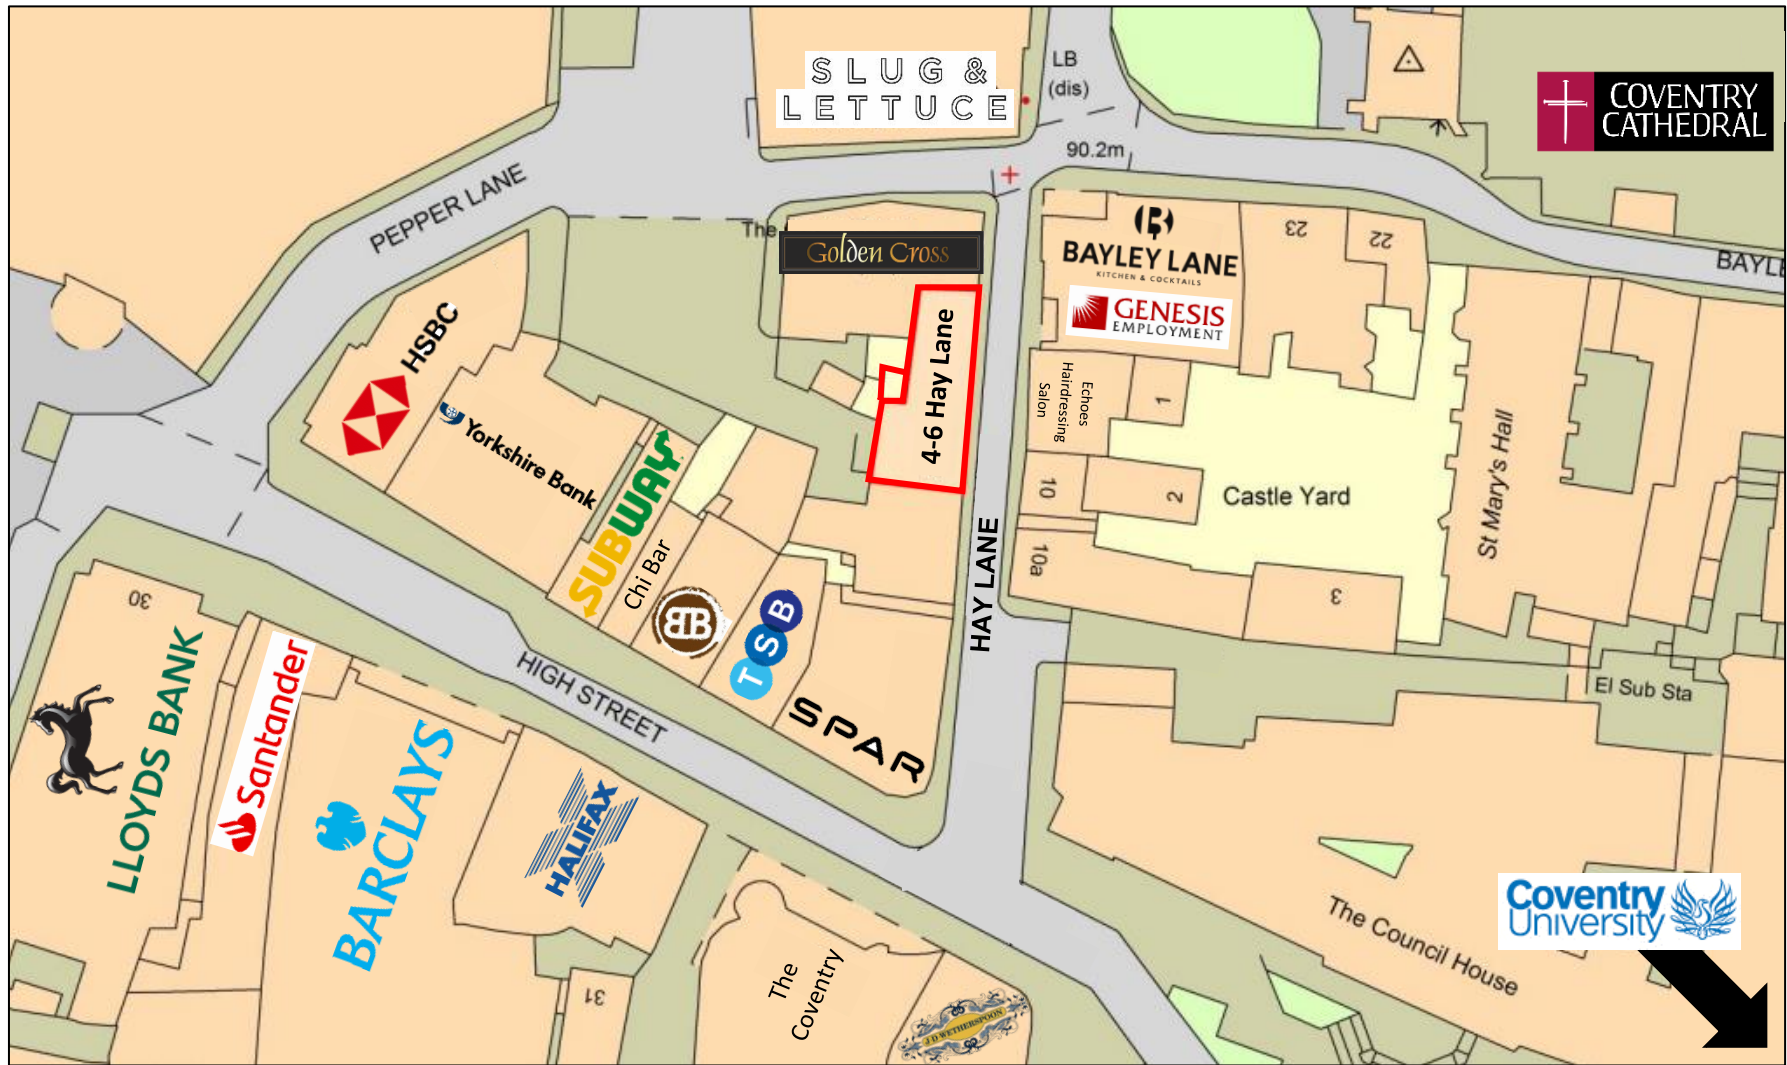 SLUG &
LETTUCE
LB
(dis)
COVENTRY
CATHEDRAL
90.2m
PEPPER LANE
The
Golden Cross
B
BAYLEY LANE
KITCHEN & COCKTAILS
GENESIS
EMPLOYMENT
23
22
BAYLE
HSBC
4-6 Hay Lane
Echoes
Hairdressing
Salon
1
Yorkshire Bank
SUBWAY
Chi Bar
BB
TSB
SPAR
10
2
Castle Yard
St Mary's Hall
10a
3
HAY LANE
El Sub Sta
30
LLOYDS BANK
Santander
BARCLAYS
HIGH STREET
HALIFAX
31
The
Coventry
J D WETHERSPOON
The Council House
Coventry
University